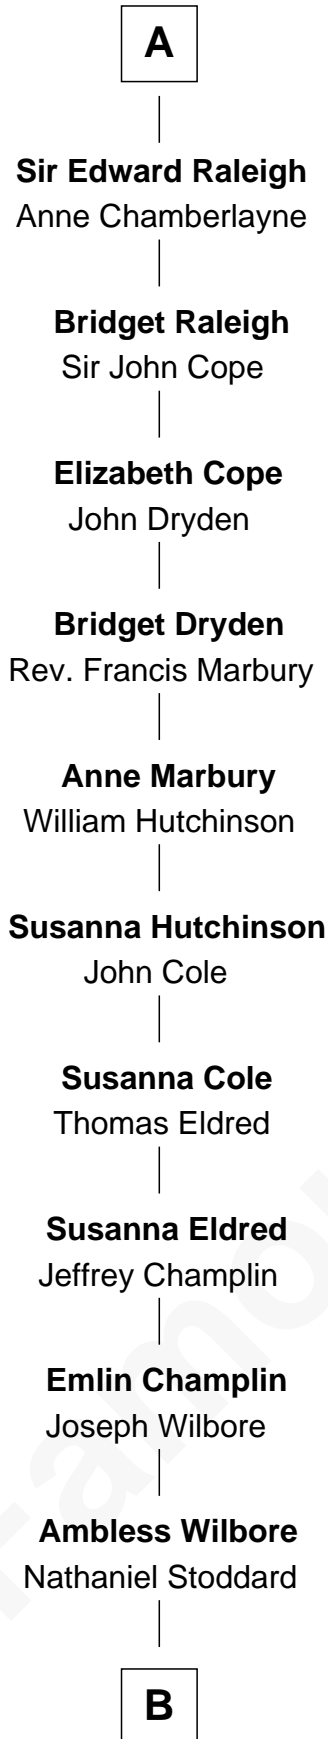 A
Sir Edward Raleigh
Anne Chamberlayne
Bridget Raleigh
Sir John Cope
Elizabeth Cope
John Dryden
Bridget Dryden
Rev. Francis Marbury
Anne Marbury
William Hutchinson
Susanna Hutchinson
John Cole
Susanna Cole
Thomas Eldred
Susanna Eldred
Jeffrey Champlin
Emlin Champlin
Joseph Wilbore
Ambless Wilbore
Nathaniel Stoddard
B
Famo